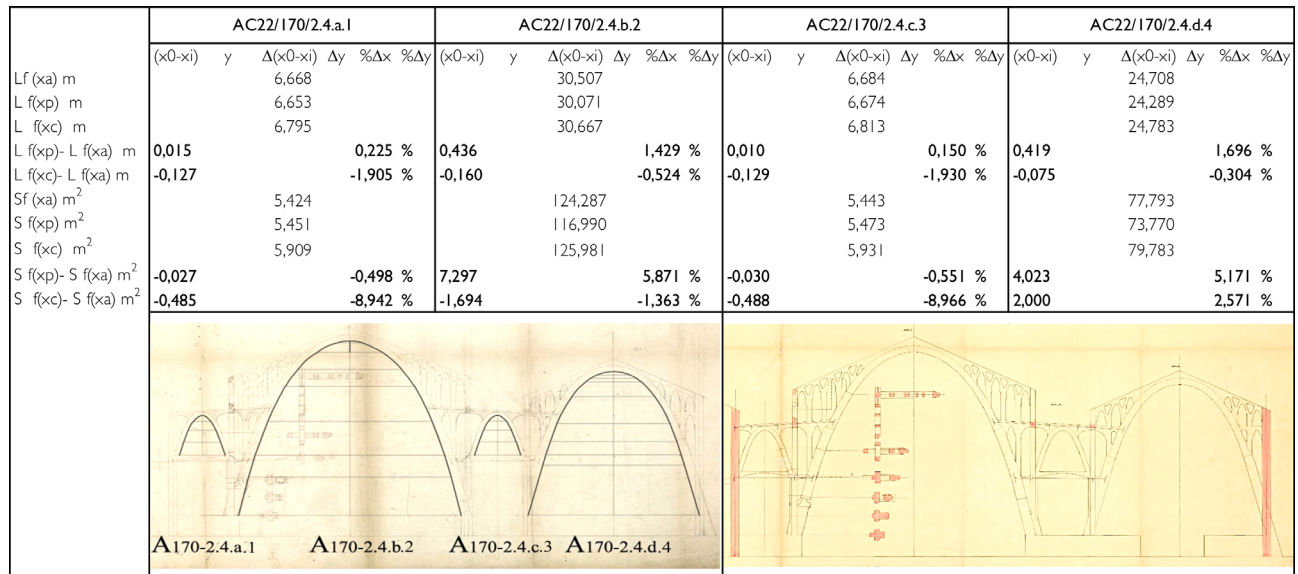 AC22/170/2.4.a.1 AC22/170/2.4.b.2 AC22/170/2.4.c.3 AC22/170/2.4.d.4
(x0-xi) y Δ(x0-xi) Δy %Δx %Δy (x0-xi) y Δ(x0-xi) Δy %Δx %Δy (x0-xi) y Δ(x0-xi) Δy %Δx %Δy (x0-xi) y Δ(x0-xi) Δy %Δx %Δy
Lf (xa) m 6,668 30,507 6,684 24,708
L f(xp) m 6,653 30,071 6,674 24,289
L f(xc) m 6,795 30,667 6,813 24,783
L f(xp)- L f(xa) m 0,015 0,225 % 0,436 1,429 % 0,010 0,150 % 0,419 1,696 %
L f(xc)- L f(xa) m -0,127 -1,905 % -0,160 -0,524 % -0,129 -1,930 % -0,075 -0,304 %
Sf (xa) m² 5,424 124,287 5,443 77,793
S f(xp) m² 5,451 116,990 5,473 73,770
S f(xc) m² 5,909 125,981 5,931 79,783
S f(xp)- S f(xa) m² -0,027 -0,498 % 7,297 5,871 % -0,030 -0,551 % 4,023 5,171 %
S f(xc)- S f(xa) m² -0,485 -8,942 % -1,694 -1,363 % -0,488 -8,966 % 2,000 2,571 %
A170-2.4.a.1 A170-2.4.b.2 A170-2.4.c.3 A170-2.4.d.4